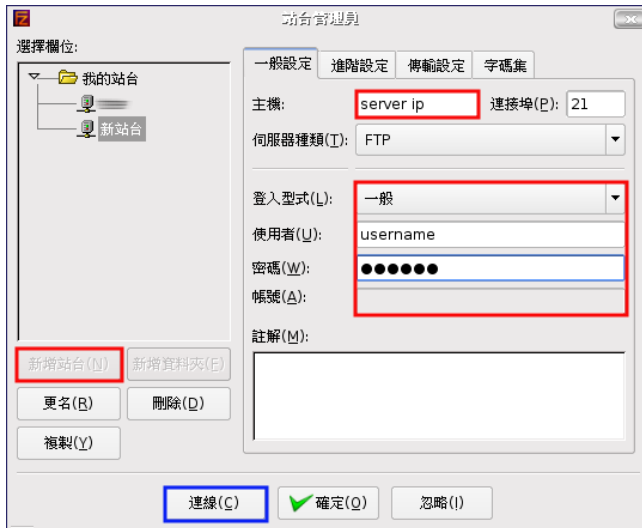 站台管理員
選擇欄位:
我的站台
新站台
新增站台(N)
新增資料夾(F)
更名(R)
刪除(D)
複製(Y)
一般設定
進階設定
傳輸設定
字碼集
主機:
server ip
連接埠(P):
21
伺服器種類(T):
FTP
登入型式(L):
一般
使用者(U):
username
密碼(W):
●●●●●●
帳號(A):
註解(M):
連線(C)
確定(O)
忽略(I)